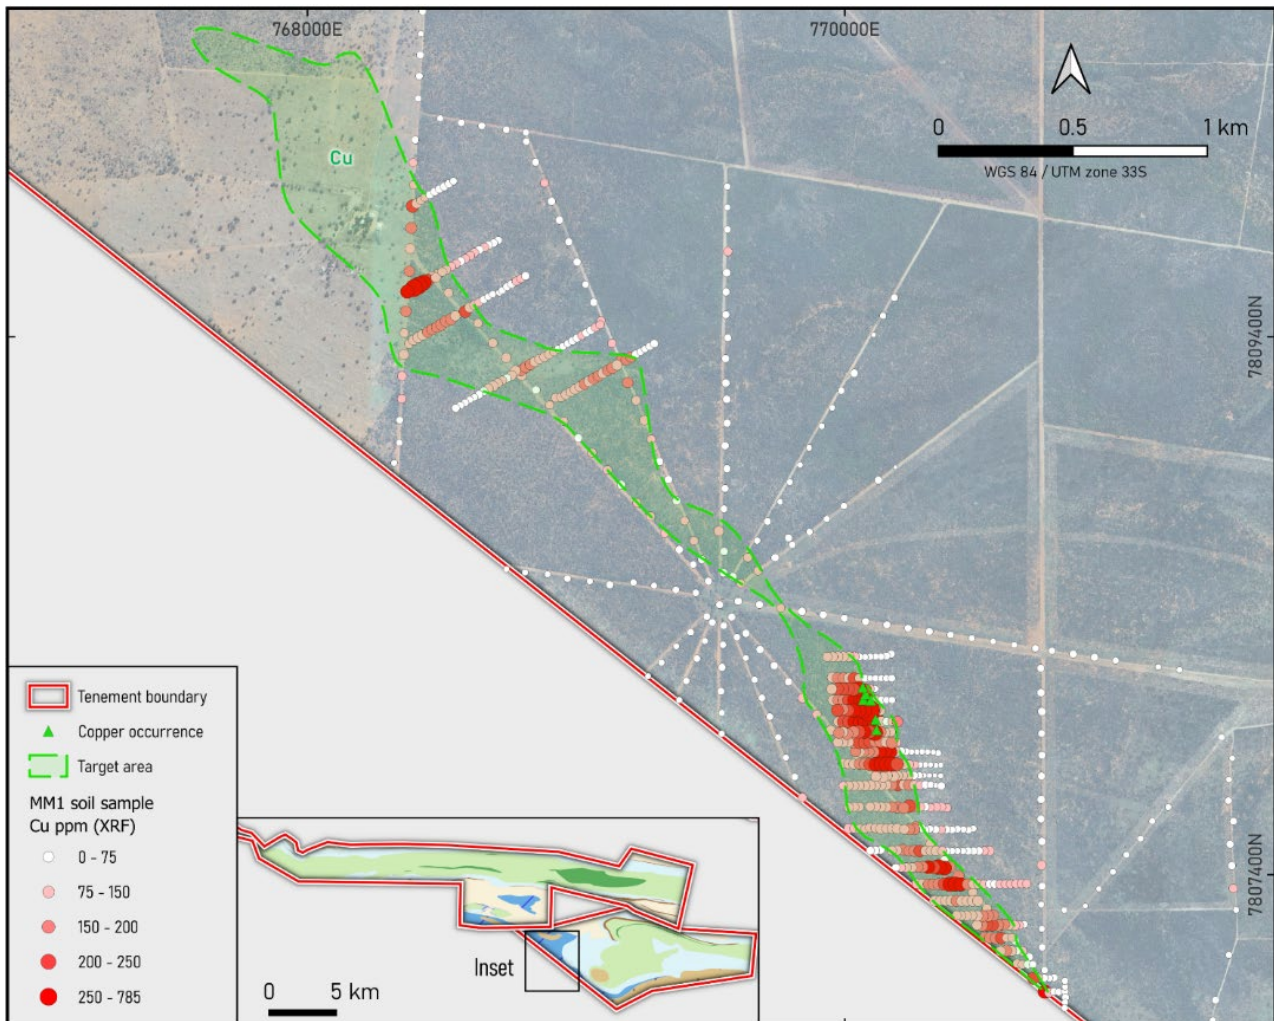 768000E
770000E
0
0.5
1 km
WGS 84 / UTM zone 33S
Cu
7809400N
7807400N
Tenement boundary
Copper occurrence
Target area
MM1 soil sample
Cu ppm (XRF)
0 - 75
75 - 150
150 - 200
200 - 250
250 - 785
Inset
0
5 km